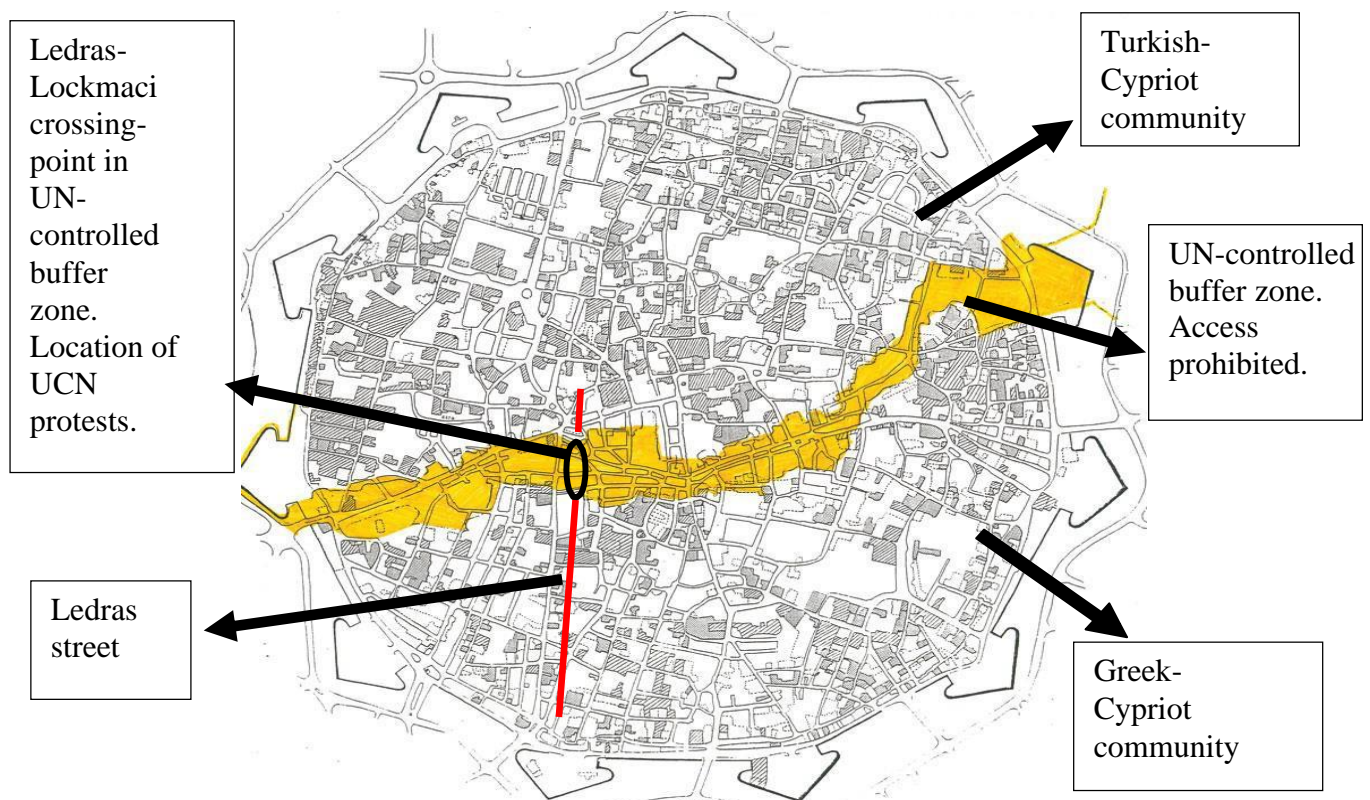 Ledras-
Lockmaci
crossing-
point in
UN-
controlled
buffer
zone.
Location of
UCN
protests.
Turkish-
Cypriot
community
UN-controlled
buffer zone.
Access
prohibited.
Ledras
street
Greek-
Cypriot
community